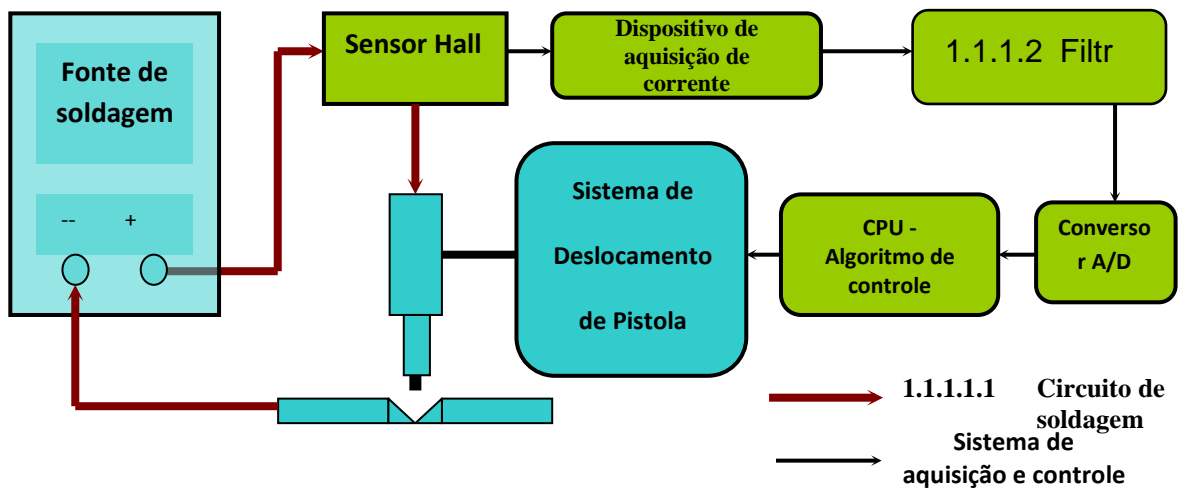 Fonte de
soldagem
--
+
Sensor Hall
Dispositivo de
aquisição de
corrente
1.1.1.2 Filtr
Sistema de
Deslocamento
de Pistola
CPU -
Algoritmo de
controle
Converso
r A/D
1.1.1.1.1 Circuito de
soldagem
Sistema de
aquisição e controle